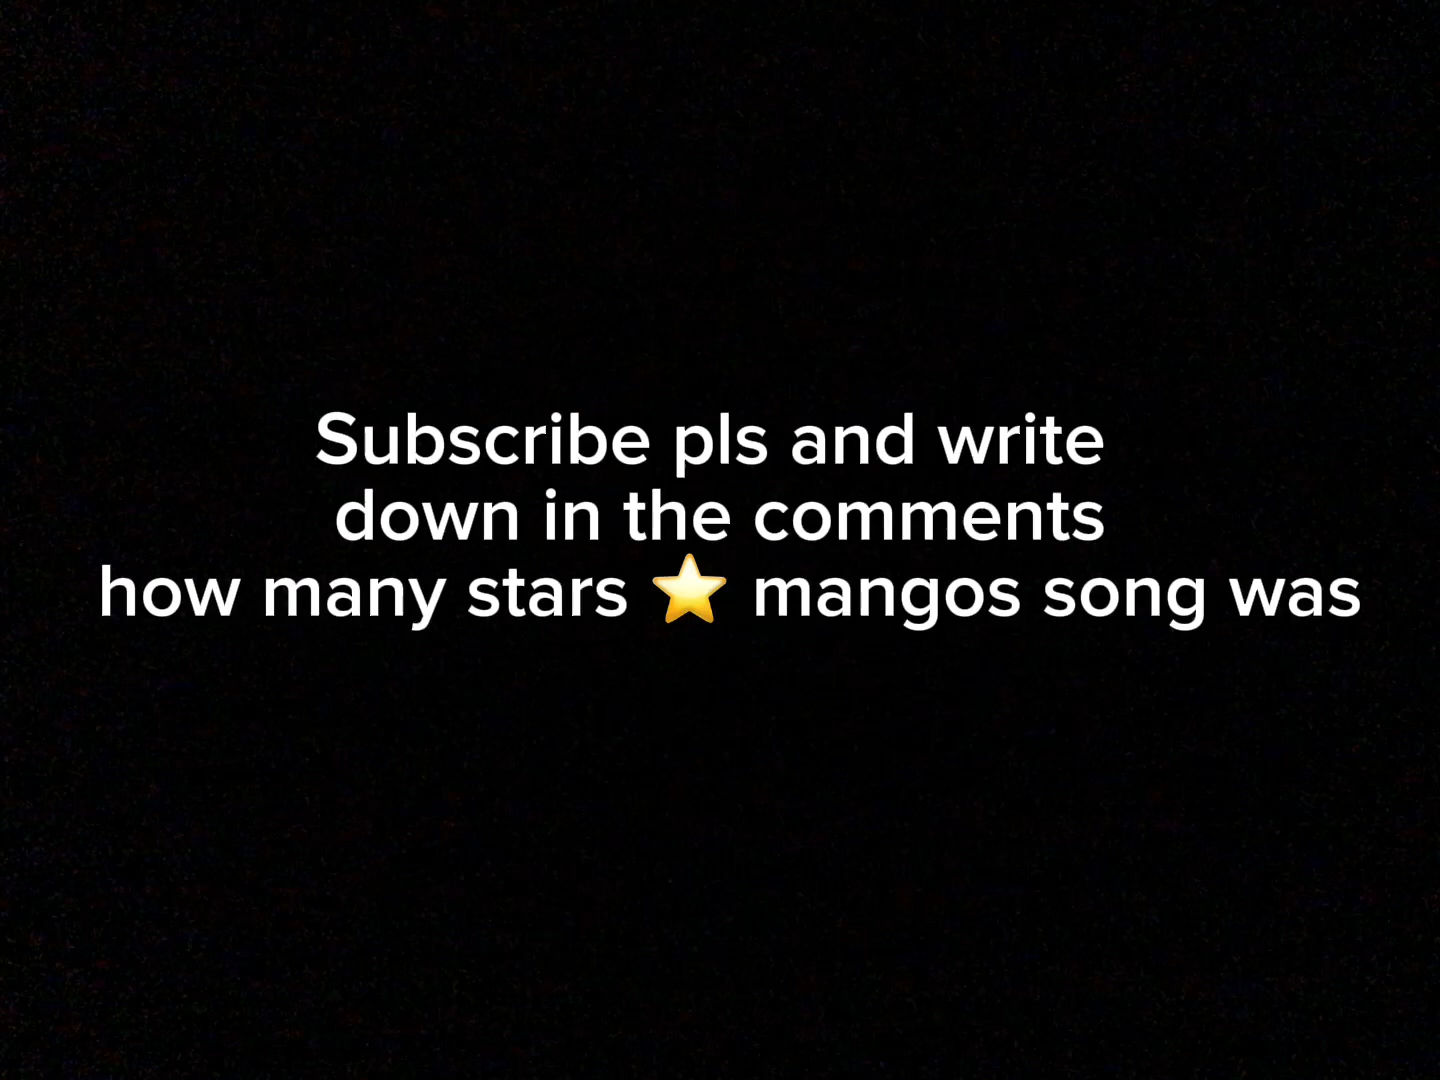 Subscribe pls and write
down in the comments
how many stars ⭐ mangos song was